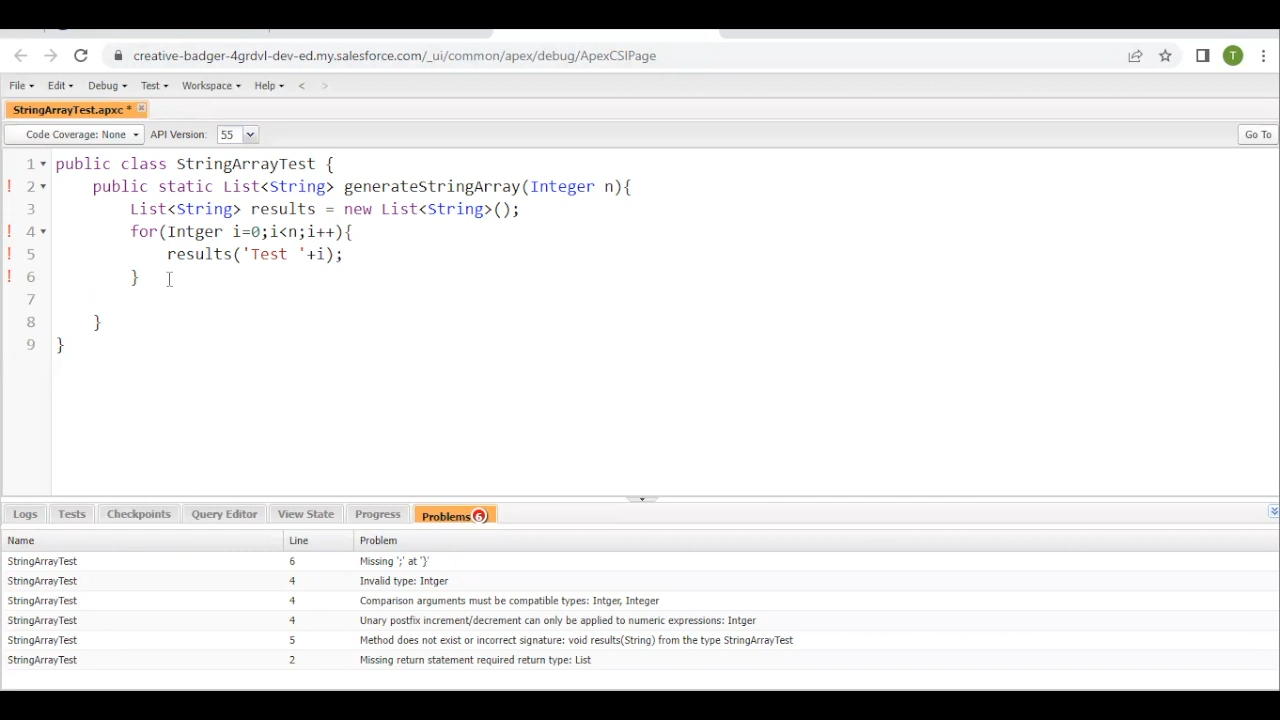 creative-badger-4grdvl-dev-ed.my.salesforce.com/_ui/common/apex/debug/ApexCSIPage
T
File Edit Debug Test Workspace Help < >
StringArrayTest.apxc *
Code Coverage: None API Version: 55 Go To
1 public class StringArrayTest {
! 2 public static List<String> generateStringArray(Integer n){
3 List<String> results = new List<String>();
! 4 for(Intger i=0;i<n;i++){
! 5 results('Test '+i);
! 6 }
7
8 }
9 }
Logs Tests Checkpoints Query Editor View State Progress Problems 6
Name Line Problem
StringArrayTest 6 Missing ';' at '}'
StringArrayTest 4 Invalid type: Intger
StringArrayTest 4 Comparison arguments must be compatible types: Intger, Integer
StringArrayTest 4 Unary postfix increment/decrement can only be applied to numeric expressions: Intger
StringArrayTest 5 Method does not exist or incorrect signature: void results(String) from the type StringArrayTest
StringArrayTest 2 Missing return statement required return type: List